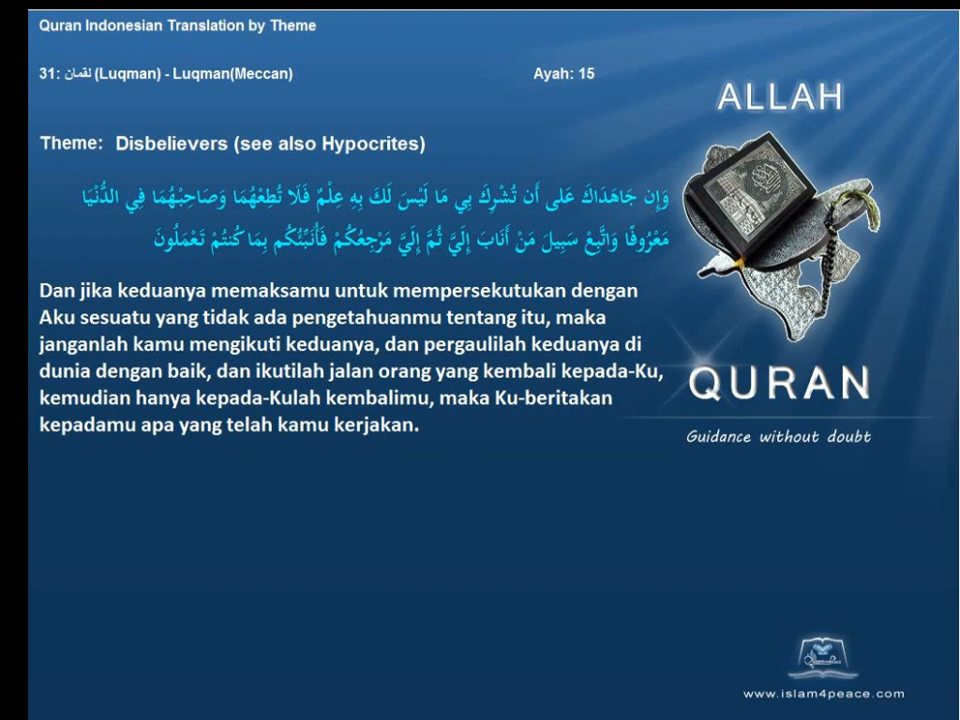 Quran Indonesian Translation by Theme
31: لقمان (Luqman) - Luqman(Meccan) Ayah: 15
ALLAH
Theme: Disbelievers (see also Hypocrites)
وَإِن جَاهَدَاكَ عَلى أَن تُشْرِكَ بِي مَا لَيْسَ لَكَ بِهِ عِلْمٌ فَلَا تُطِعْهُمَا وَصَاحِبْهُمَا فِي الدُّنْيَا
مَعْرُوفًا وَاتَّبِعْ سَبِيلَ مَنْ أَنَابَ إِلَيَّ ثُمَّ إِلَيَّ مَرْجِعُكُمْ فَأُنَبِّئُكُم بِمَا كُنتُمْ تَعْمَلُونَ
Dan jika keduanya memaksamu untuk mempersekutukan dengan
Aku sesuatu yang tidak ada pengetahuanmu tentang itu, maka
janganlah kamu mengikuti keduanya, dan pergaulilah keduanya di
dunia dengan baik, dan ikutilah jalan orang yang kembali kepada-Ku,
kemudian hanya kepada-Kulah kembalimu, maka Ku-beritakan
kepadamu apa yang telah kamu kerjakan.
QURAN
Guidance without doubt
www.islam4peace.com